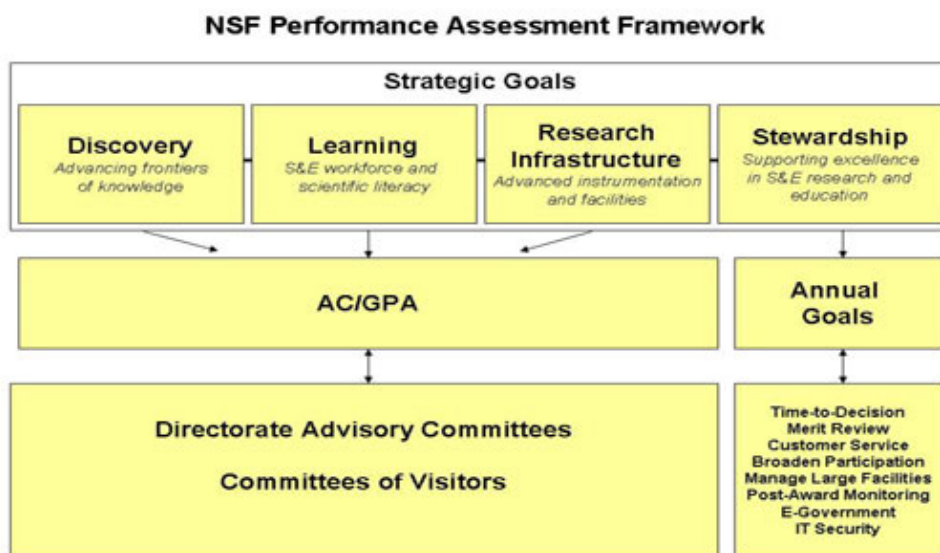 NSF Performance Assessment Framework
Strategic Goals
Discovery
Advancing frontiers
of knowledge
Learning
S&E workforce and
scientific literacy
Research
Infrastructure
Advanced instrumentation
and facilities
Stewardship
Supporting excellence
in S&E research and
education
AC/GPA
Annual
Goals
Directorate Advisory Committees
Committees of Visitors
Time-to-Decision
Merit Review
Customer Service
Broaden Participation
Manage Large Facilities
Post-Award Monitoring
E-Government
IT Security